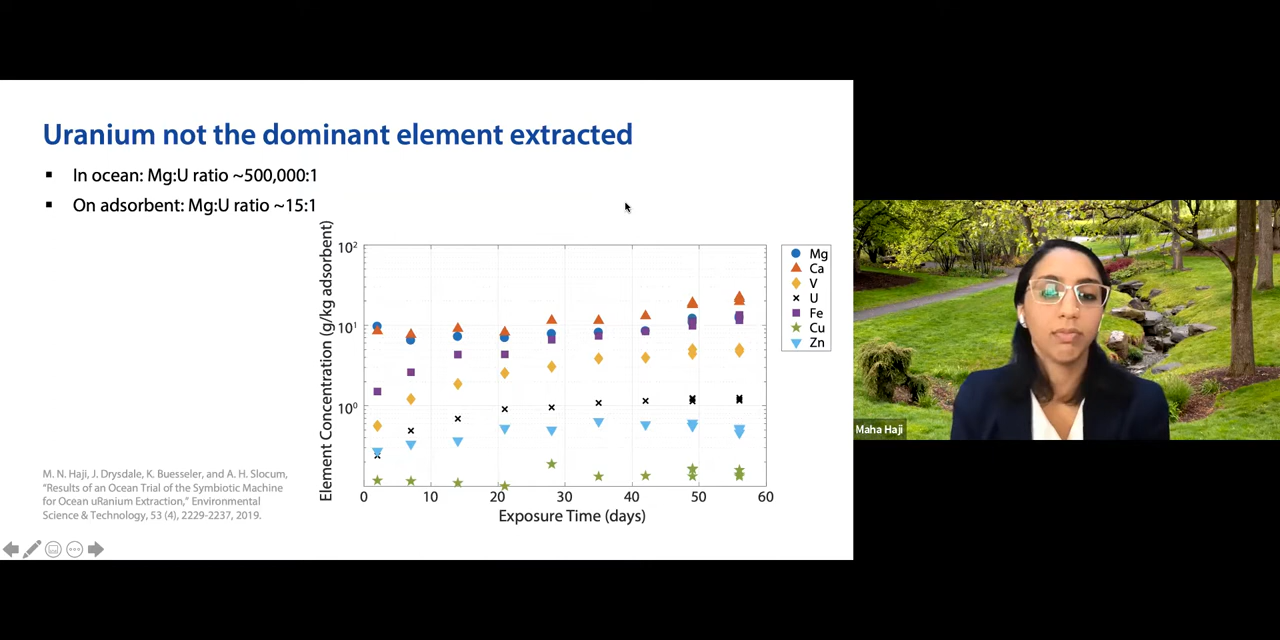 Uranium not the dominant element extracted
▪ In ocean: Mg:U ratio ~500,000:1
▪ On adsorbent: Mg:U ratio ~15:1
Element Concentration (g/kg adsorbent)
10²
10¹
10⁰
0 10 20 30 40 50 60
Exposure Time (days)
Mg
Ca
V
U
Fe
Cu
Zn
M. N. Haji, J. Drysdale, K. Buesseler, and A. H. Slocum,
“Results of an Ocean Trial of the Symbiotic Machine
for Ocean uRanium Extraction,” Environmental
Science & Technology, 53 (4), 2229-2237, 2019.
Maha Haji